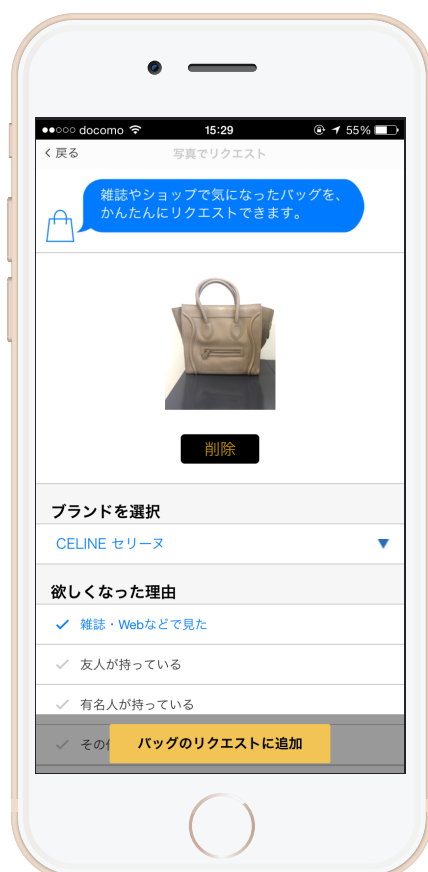 docomo 15:29 55%
戻る 写真でリクエスト
雑誌やショップで気になったバッグを、
かんたんにリクエストできます。
削除
ブランドを選択
CELINE セリーヌ
欲しくなった理由
雑誌・Webなどで見た
友人が持っている
有名人が持っている
その
バッグのリクエストに追加